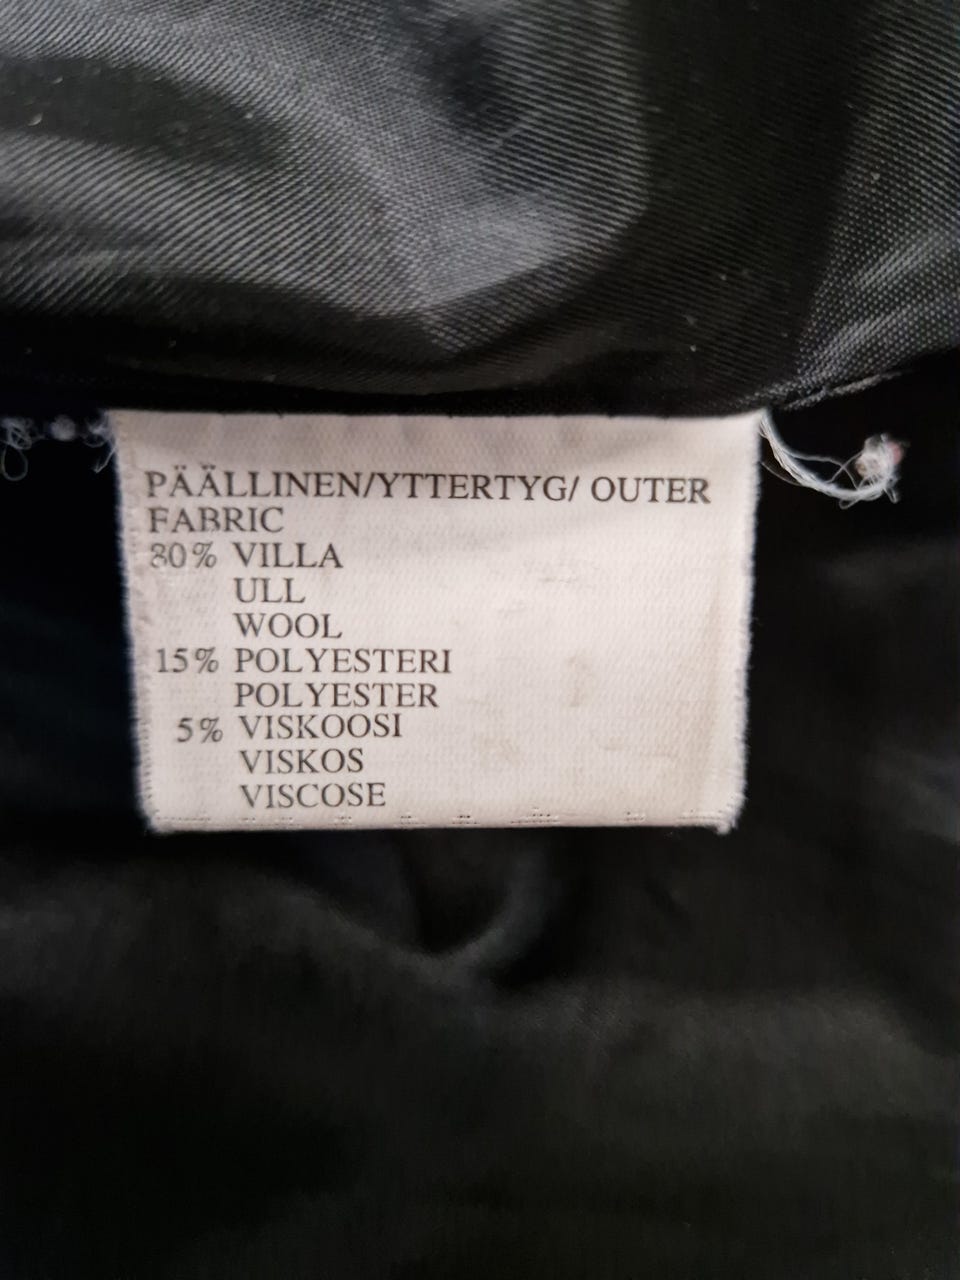 PÄÄLLINEN/YTTERTYG/ OUTER
FABRIC
80% VILLA
ULL
WOOL
15% POLYESTERI
POLYESTER
5% VISKOOSI
VISKOS
VISCOSE